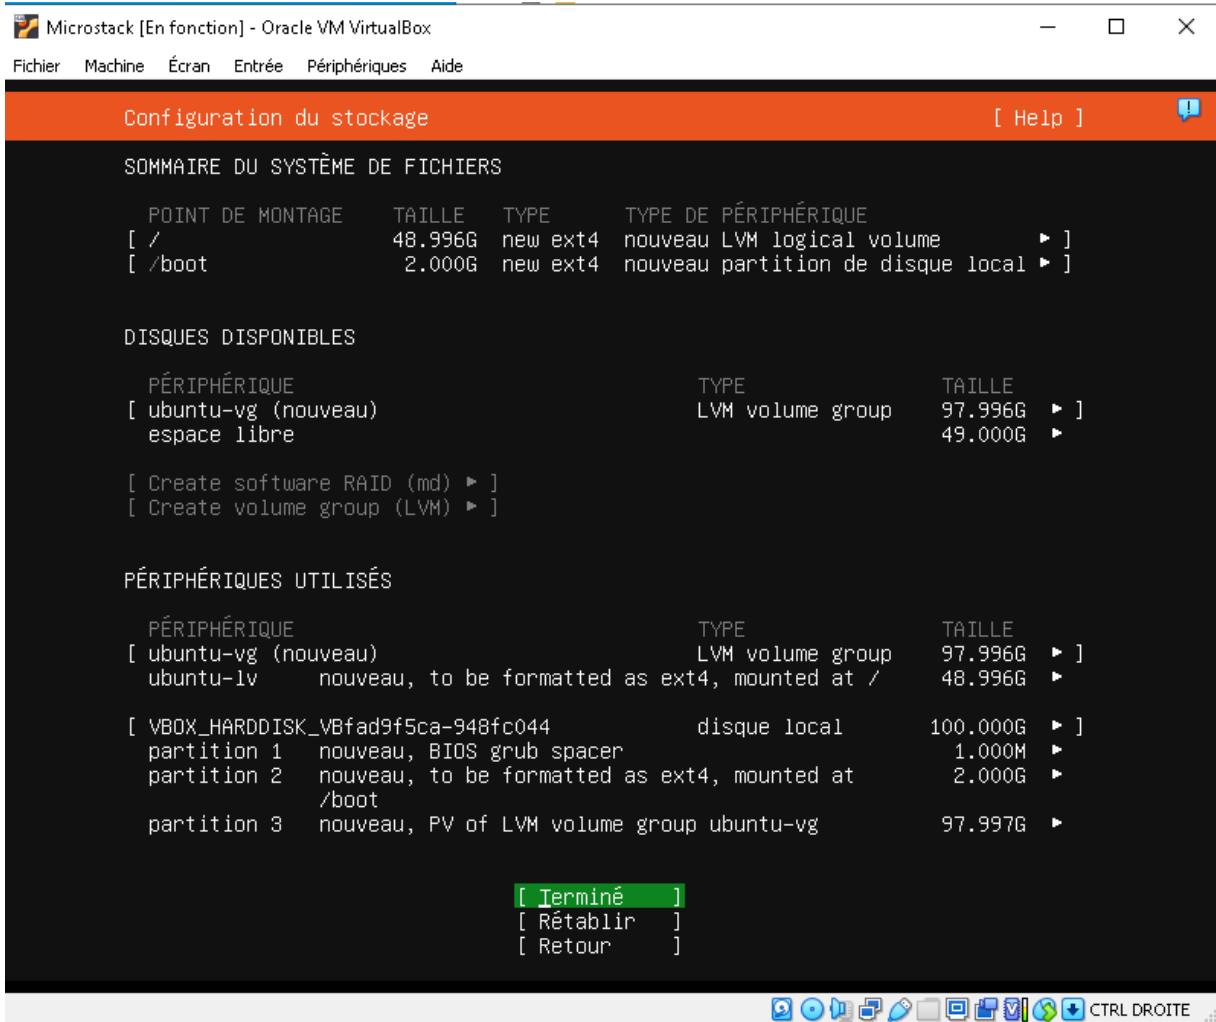 Microstack [En fonction] - Oracle VM VirtualBox
Fichier Machine Écran Entrée Périphériques Aide
Configuration du stockage [ Help ]
SOMMAIRE DU SYSTÈME DE FICHIERS
POINT DE MONTAGE TAILLE TYPE TYPE DE PÉRIPHÉRIQUE
[ / 48.996G new ext4 nouveau LVM logical volume ▸ ]
[ /boot 2.000G new ext4 nouveau partition de disque local ▸ ]
DISQUES DISPONIBLES
PÉRIPHÉRIQUE TYPE TAILLE
[ ubuntu-vg (nouveau) LVM volume group 97.996G ▸ ]
espace libre 49.000G ▸
[ Create software RAID (md) ▸ ]
[ Create volume group (LVM) ▸ ]
PÉRIPHÉRIQUES UTILISÉS
PÉRIPHÉRIQUE TYPE TAILLE
[ ubuntu-vg (nouveau) LVM volume group 97.996G ▸ ]
ubuntu-lv nouveau, to be formatted as ext4, mounted at / 48.996G ▸
[ VBOX_HARDDISK_VBfad9f5ca-948fc044 disque local 100.000G ▸ ]
partition 1 nouveau, BIOS grub spacer 1.000M ▸
partition 2 nouveau, to be formatted as ext4, mounted at 2.000G ▸
/boot
partition 3 nouveau, PV of LVM volume group ubuntu-vg 97.997G ▸
[ Terminé ]
[ Rétablir ]
[ Retour ]
CTRL DROITE